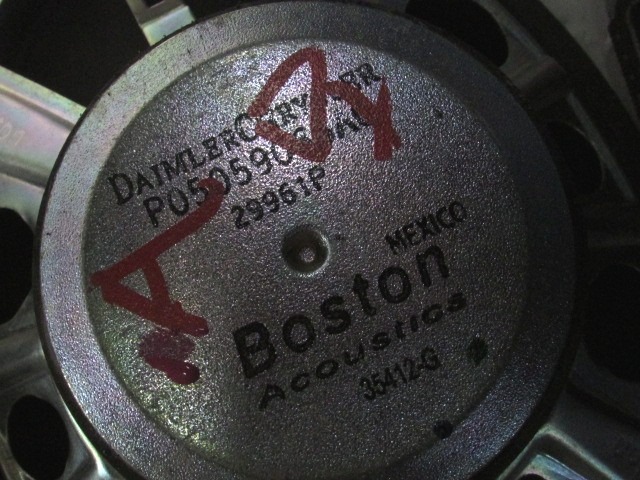 DAIMLERCHRYSLER
29961P
MEXICO
Boston
Acoustics
35412-G